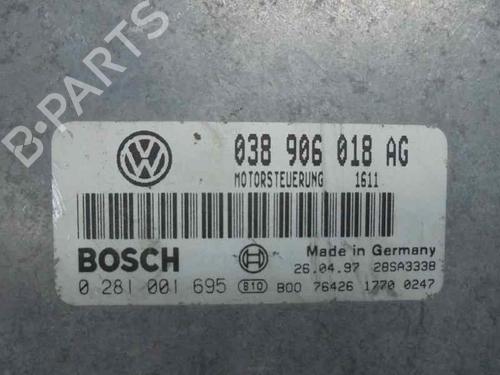 B-PARTS
038 906 018 AG
MOTORSTEUERUNG 1611
BOSCH
Made in Germany
26.04.97 28SA3338
0 281 001 695 B10 B00 76426 1770 0247